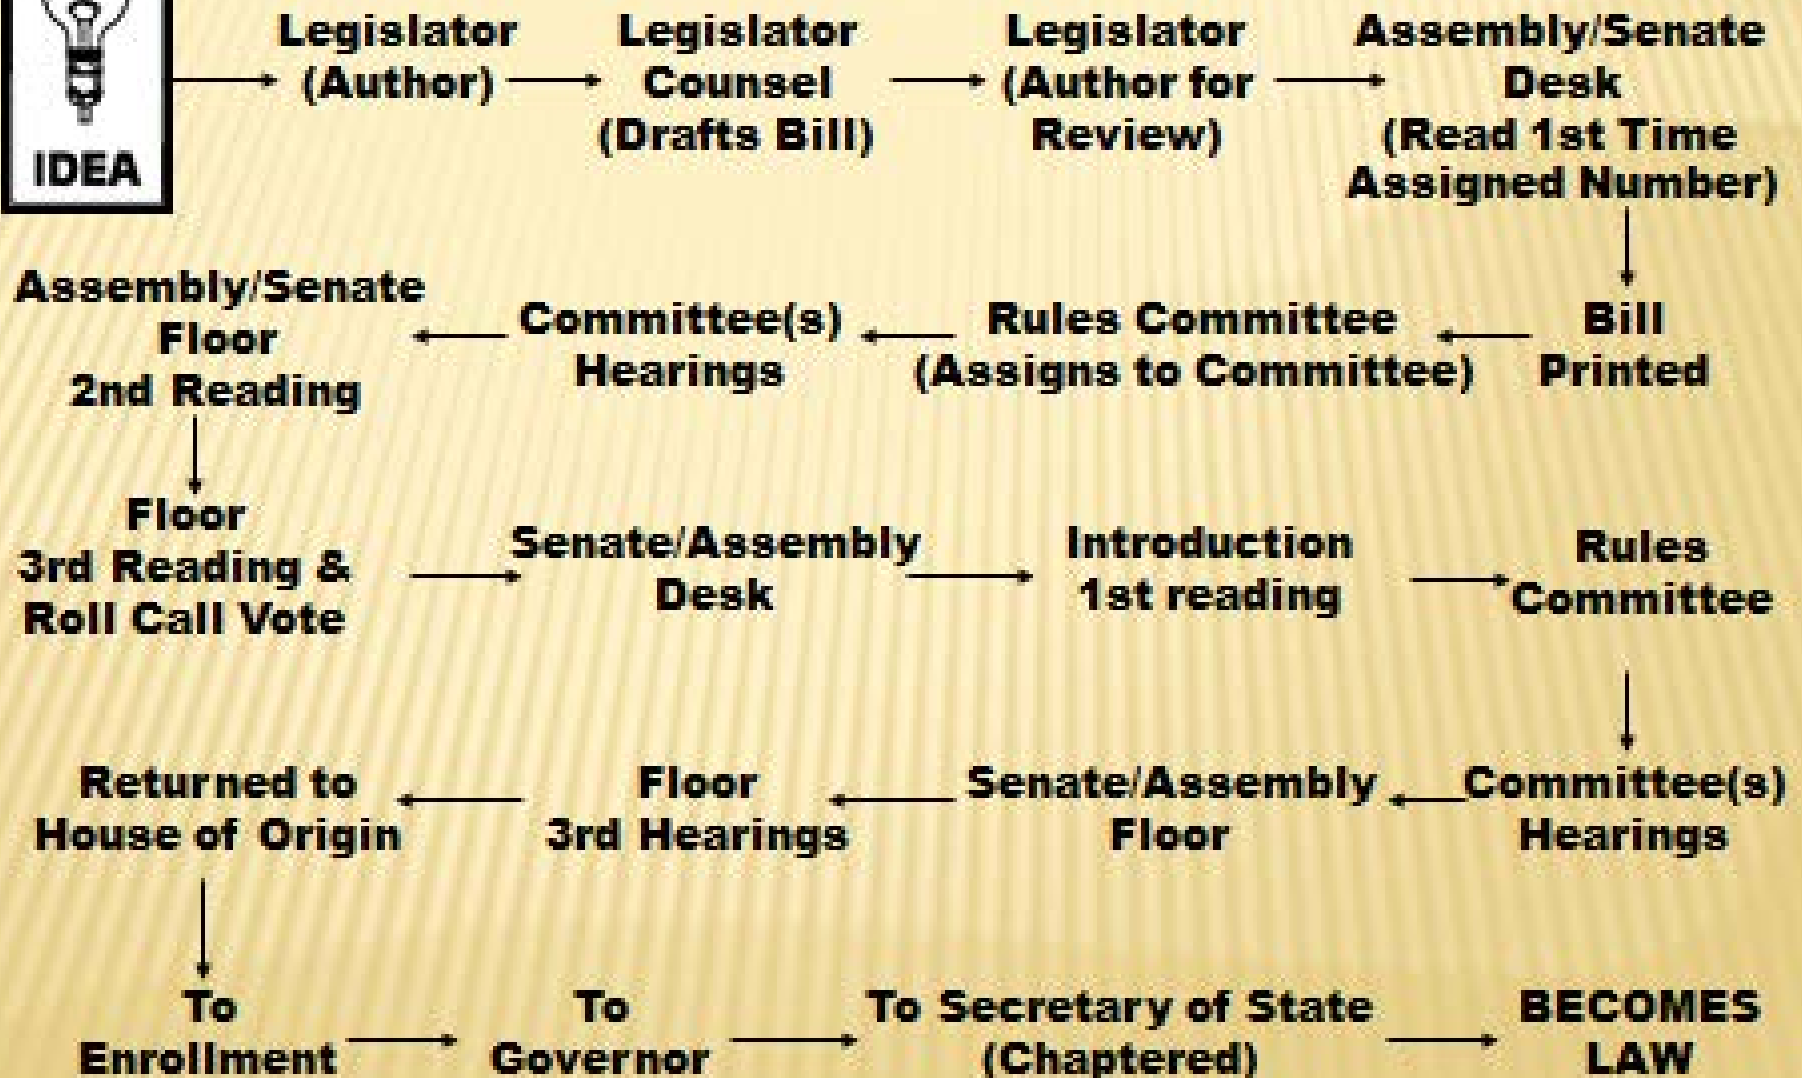 IDEA
Legislator
(Author)
Legislator
Counsel
(Drafts Bill)
Legislator
(Author for
Review)
Assembly/Senate
Desk
(Read 1st Time
Assigned Number)
Bill
Printed
Rules Committee
(Assigns to Committee)
Committee(s)
Hearings
Assembly/Senate
Floor
2nd Reading
Floor
3rd Reading &
Roll Call Vote
Senate/Assembly
Desk
Introduction
1st reading
Rules
Committee
Committee(s)
Hearings
Senate/Assembly
Floor
Floor
3rd Hearings
Returned to
House of Origin
To
Enrollment
To
Governor
To Secretary of State
(Chaptered)
BECOMES
LAW